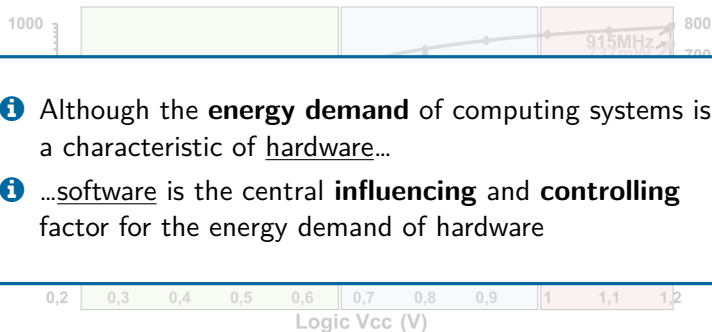 1000
800
915MHz
Although the energy demand of computing systems is
a characteristic of hardware…
…software is the central influencing and controlling
factor for the energy demand of hardware
0,2 0,3 0,4 0,5 0,6 0,7 0,8 0,9 1 1,1 1,2
Logic Vcc (V)